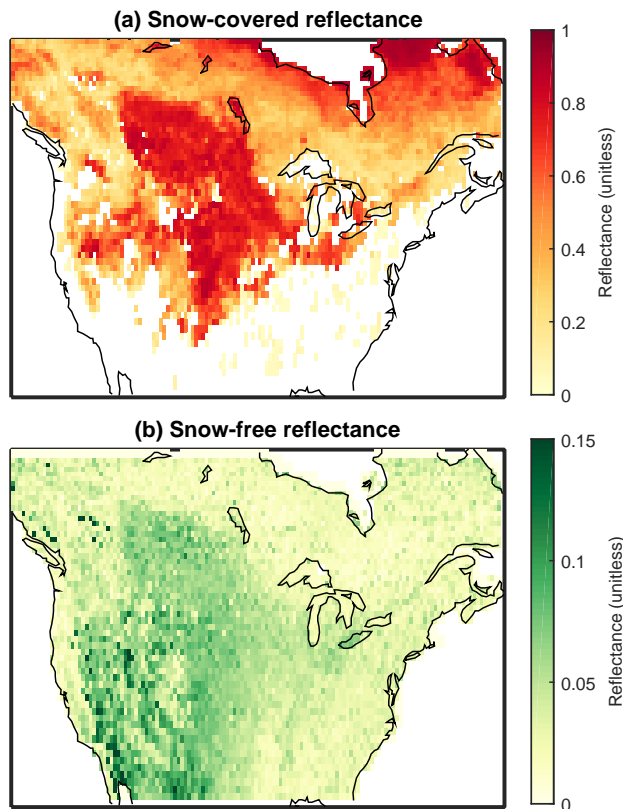 (a) Snow-covered reflectance
1
0.8
0.6
0.4
0.2
0
Reflectance (unitless)
(b) Snow-free reflectance
0.15
0.1
0.05
0
Reflectance (unitless)